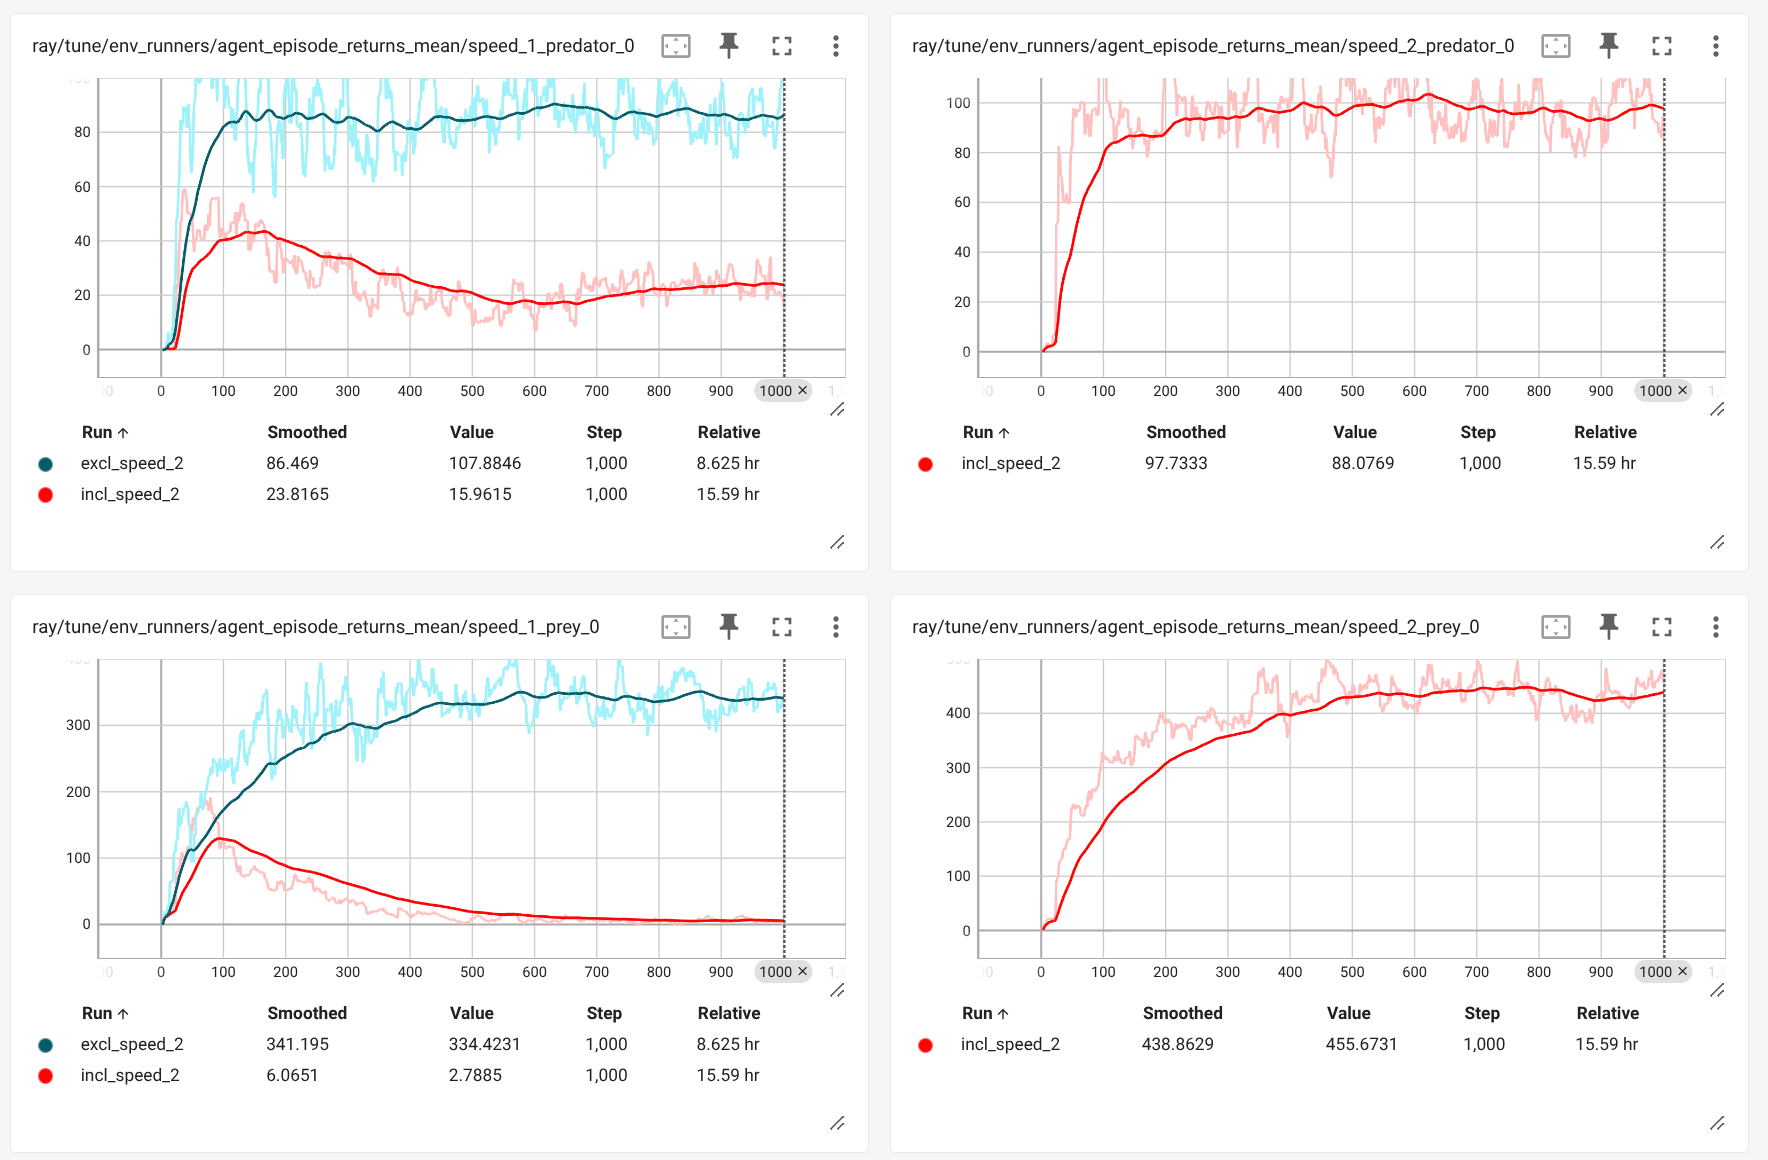 ray/tune/env_runners/agent_episode_returns_mean/speed_1_predator_0
80
60
40
20
0
0 100 200 300 400 500 600 700 800 900 1000 ×
Run ↑ Smoothed Value Step Relative
excl_speed_2 86.469 107.8846 1,000 8.625 hr
incl_speed_2 23.8165 15.9615 1,000 15.59 hr
ray/tune/env_runners/agent_episode_returns_mean/speed_2_predator_0
100
80
60
40
20
0
0 100 200 300 400 500 600 700 800 900 1000 ×
Run ↑ Smoothed Value Step Relative
incl_speed_2 97.7333 88.0769 1,000 15.59 hr
ray/tune/env_runners/agent_episode_returns_mean/speed_1_prey_0
300
200
100
0
0 100 200 300 400 500 600 700 800 900 1000 ×
Run ↑ Smoothed Value Step Relative
excl_speed_2 341.195 334.4231 1,000 8.625 hr
incl_speed_2 6.0651 2.7885 1,000 15.59 hr
ray/tune/env_runners/agent_episode_returns_mean/speed_2_prey_0
400
300
200
100
0
0 100 200 300 400 500 600 700 800 900 1000 ×
Run ↑ Smoothed Value Step Relative
incl_speed_2 438.8629 455.6731 1,000 15.59 hr